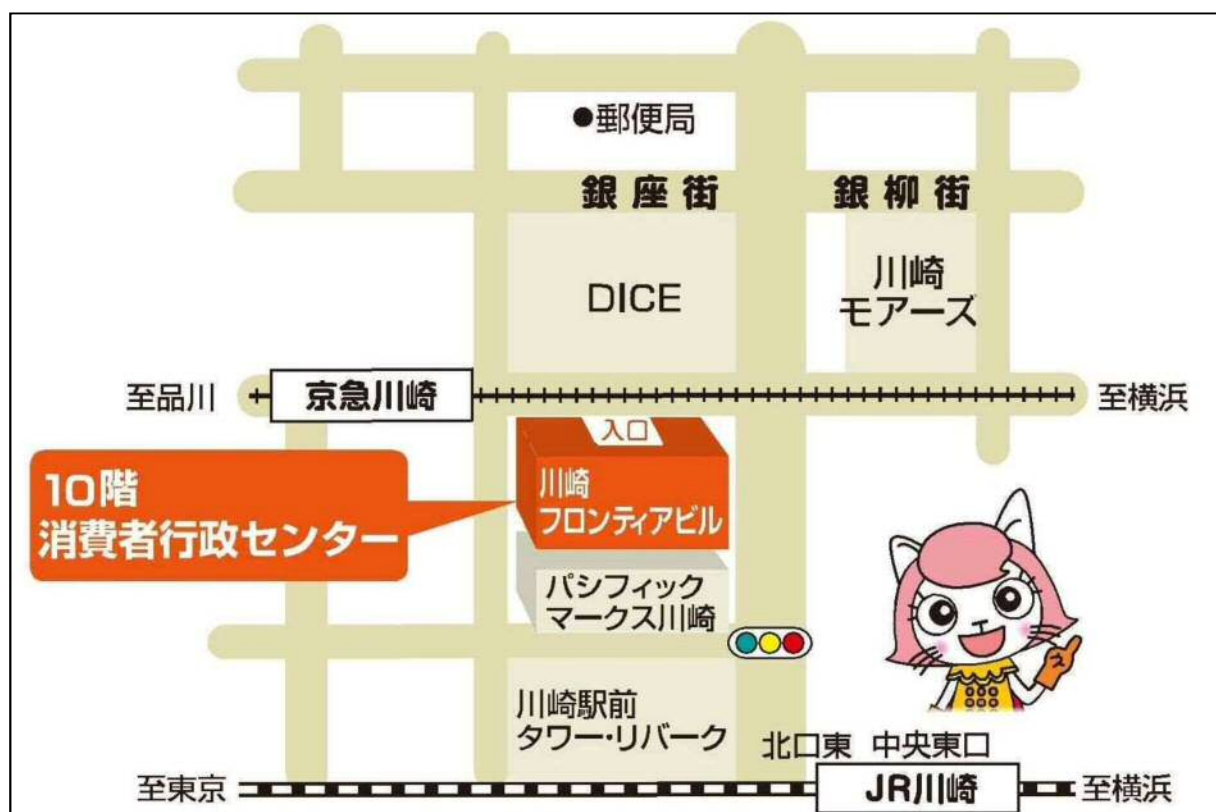 ●郵便局
銀座街
銀柳街
DICE
川崎
モアーズ
至品川
京急川崎
至横浜
入口
10階
消費者行政センター
川崎
フロンティアビル
パシフィック
マークス川崎
川崎駅前
タワー・リバーク
北口東 中央東口
至東京
JR川崎
至横浜